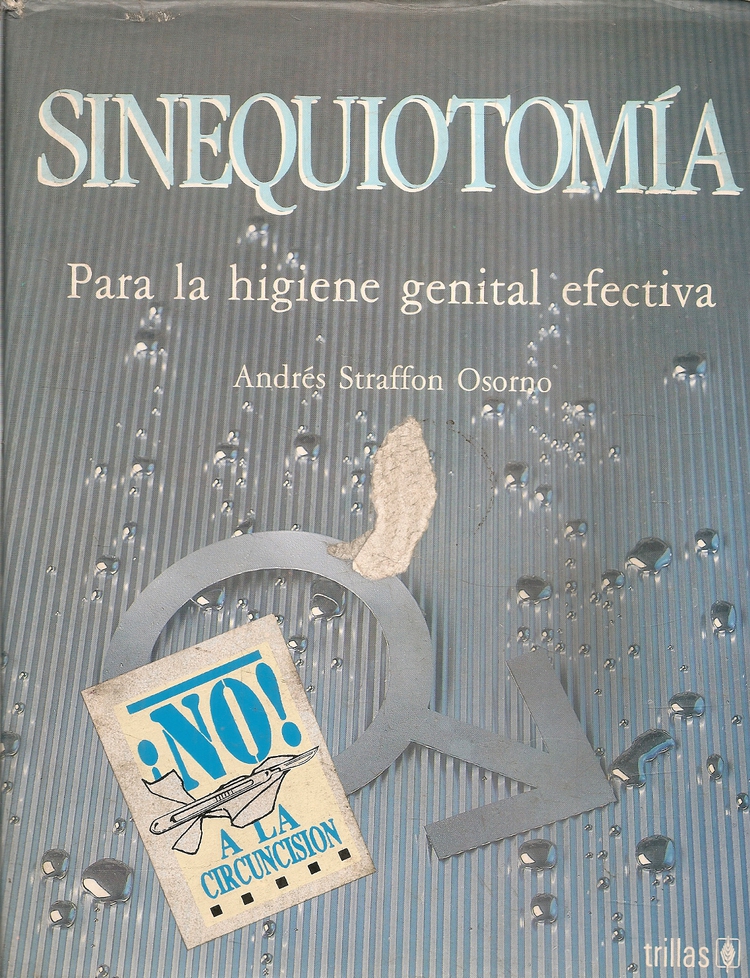 SINEQUIOTOMÍA
Para la higiene genital efectiva
Andrés Straffon Osorno
¡NO!
A LA
CIRCUNCISION
trillas